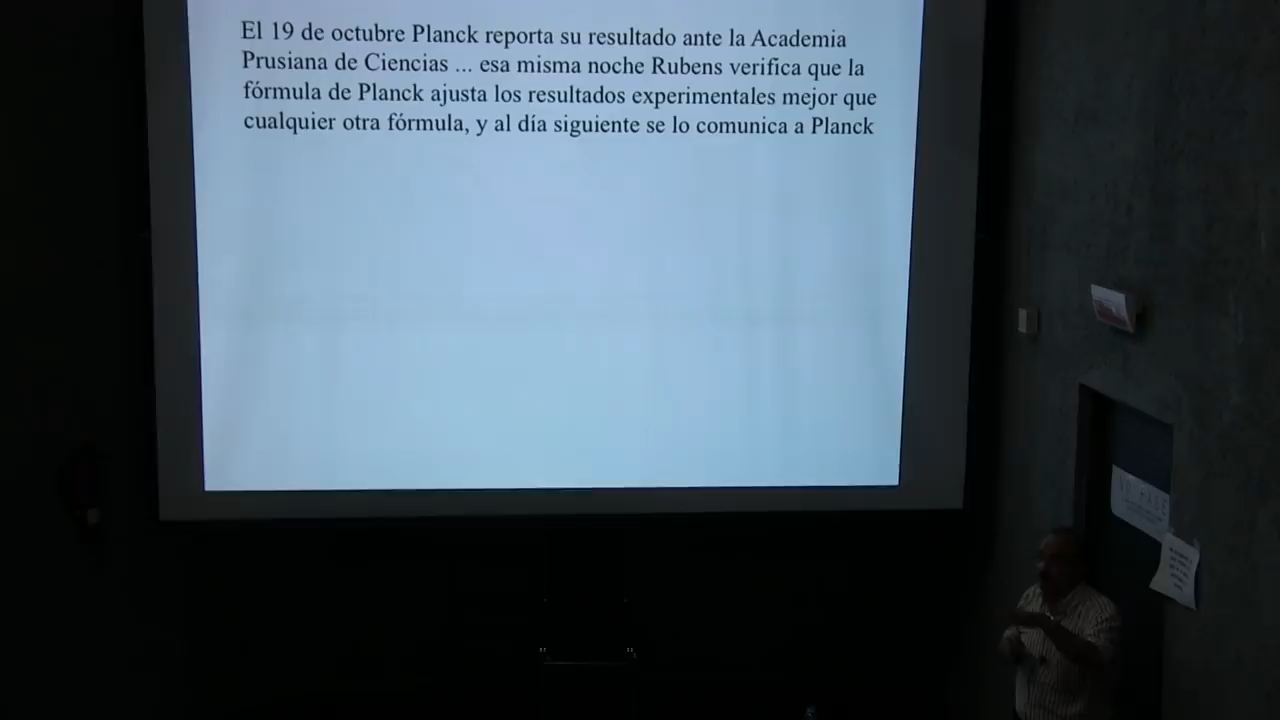 El 19 de octubre Planck reporta su resultado ante la Academia
Prusiana de Ciencias ... esa misma noche Rubens verifica que la
fórmula de Planck ajusta los resultados experimentales mejor que
cualquier otra fórmula, y al día siguiente se lo comunica a Planck